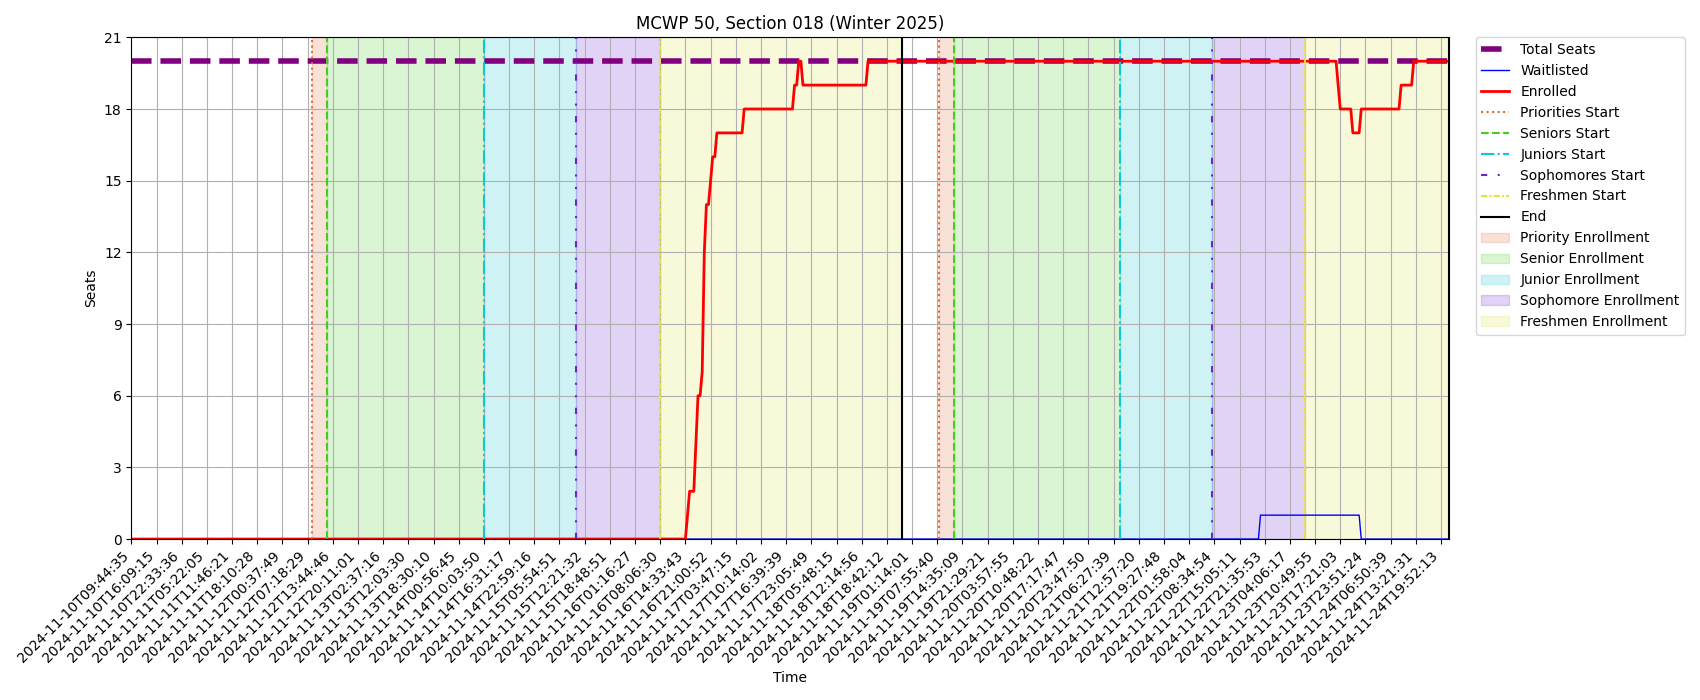 MCWP 50, Section 018 (Winter 2025)
21
18
15
12
9
6
3
0
Seats
2024-11-10T09:44:35
2024-11-10T16:09:15
2024-11-10T22:33:36
2024-11-11T05:22:05
2024-11-11T11:46:21
2024-11-11T18:10:28
2024-11-12T00:37:49
2024-11-12T07:18:29
2024-11-12T13:44:46
2024-11-12T20:11:01
2024-11-13T02:37:16
2024-11-13T12:03:30
2024-11-13T18:30:10
2024-11-14T00:56:45
2024-11-14T10:03:50
2024-11-14T16:31:17
2024-11-14T22:59:16
2024-11-15T05:54:51
2024-11-15T12:21:32
2024-11-15T18:48:51
2024-11-16T01:16:27
2024-11-16T08:06:30
2024-11-16T14:33:43
2024-11-16T21:00:52
2024-11-17T03:47:15
2024-11-17T10:14:02
2024-11-17T16:39:39
2024-11-17T23:05:49
2024-11-18T05:48:15
2024-11-18T12:14:56
2024-11-18T18:42:12
2024-11-19T01:14:01
2024-11-19T07:55:40
2024-11-19T14:35:09
2024-11-19T21:29:21
2024-11-20T03:57:55
2024-11-20T10:48:22
2024-11-20T17:17:47
2024-11-20T23:47:50
2024-11-21T06:27:39
2024-11-21T12:57:20
2024-11-21T19:27:48
2024-11-22T01:58:04
2024-11-22T08:34:54
2024-11-22T15:05:11
2024-11-22T21:35:53
2024-11-23T04:06:17
2024-11-23T10:49:55
2024-11-23T17:21:03
2024-11-23T23:51:24
2024-11-24T06:50:39
2024-11-24T13:21:31
2024-11-24T19:52:13
Time
Total Seats
Waitlisted
Enrolled
Priorities Start
Seniors Start
Juniors Start
Sophomores Start
Freshmen Start
End
Priority Enrollment
Senior Enrollment
Junior Enrollment
Sophomore Enrollment
Freshmen Enrollment